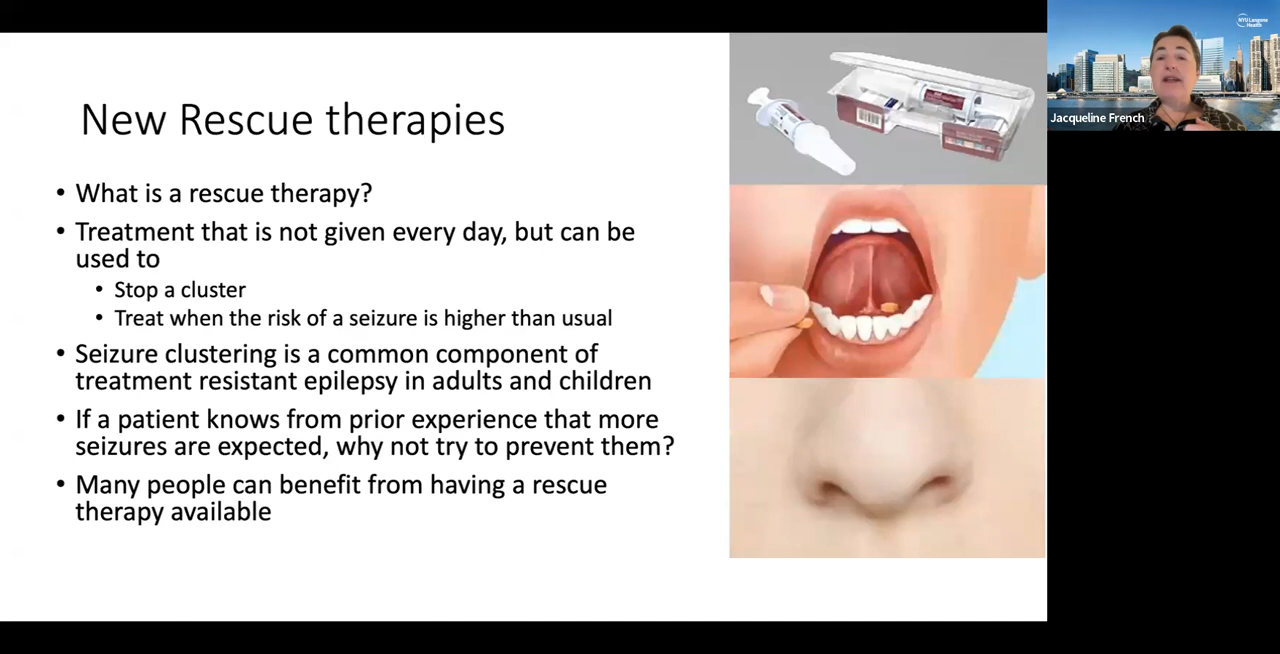 New Rescue therapies
• What is a rescue therapy?
• Treatment that is not given every day, but can be
used to
• Stop a cluster
• Treat when the risk of a seizure is higher than usual
• Seizure clustering is a common component of
treatment resistant epilepsy in adults and children
• If a patient knows from prior experience that more
seizures are expected, why not try to prevent them?
• Many people can benefit from having a rescue
therapy available
NYU Langone
Health
Jacqueline French